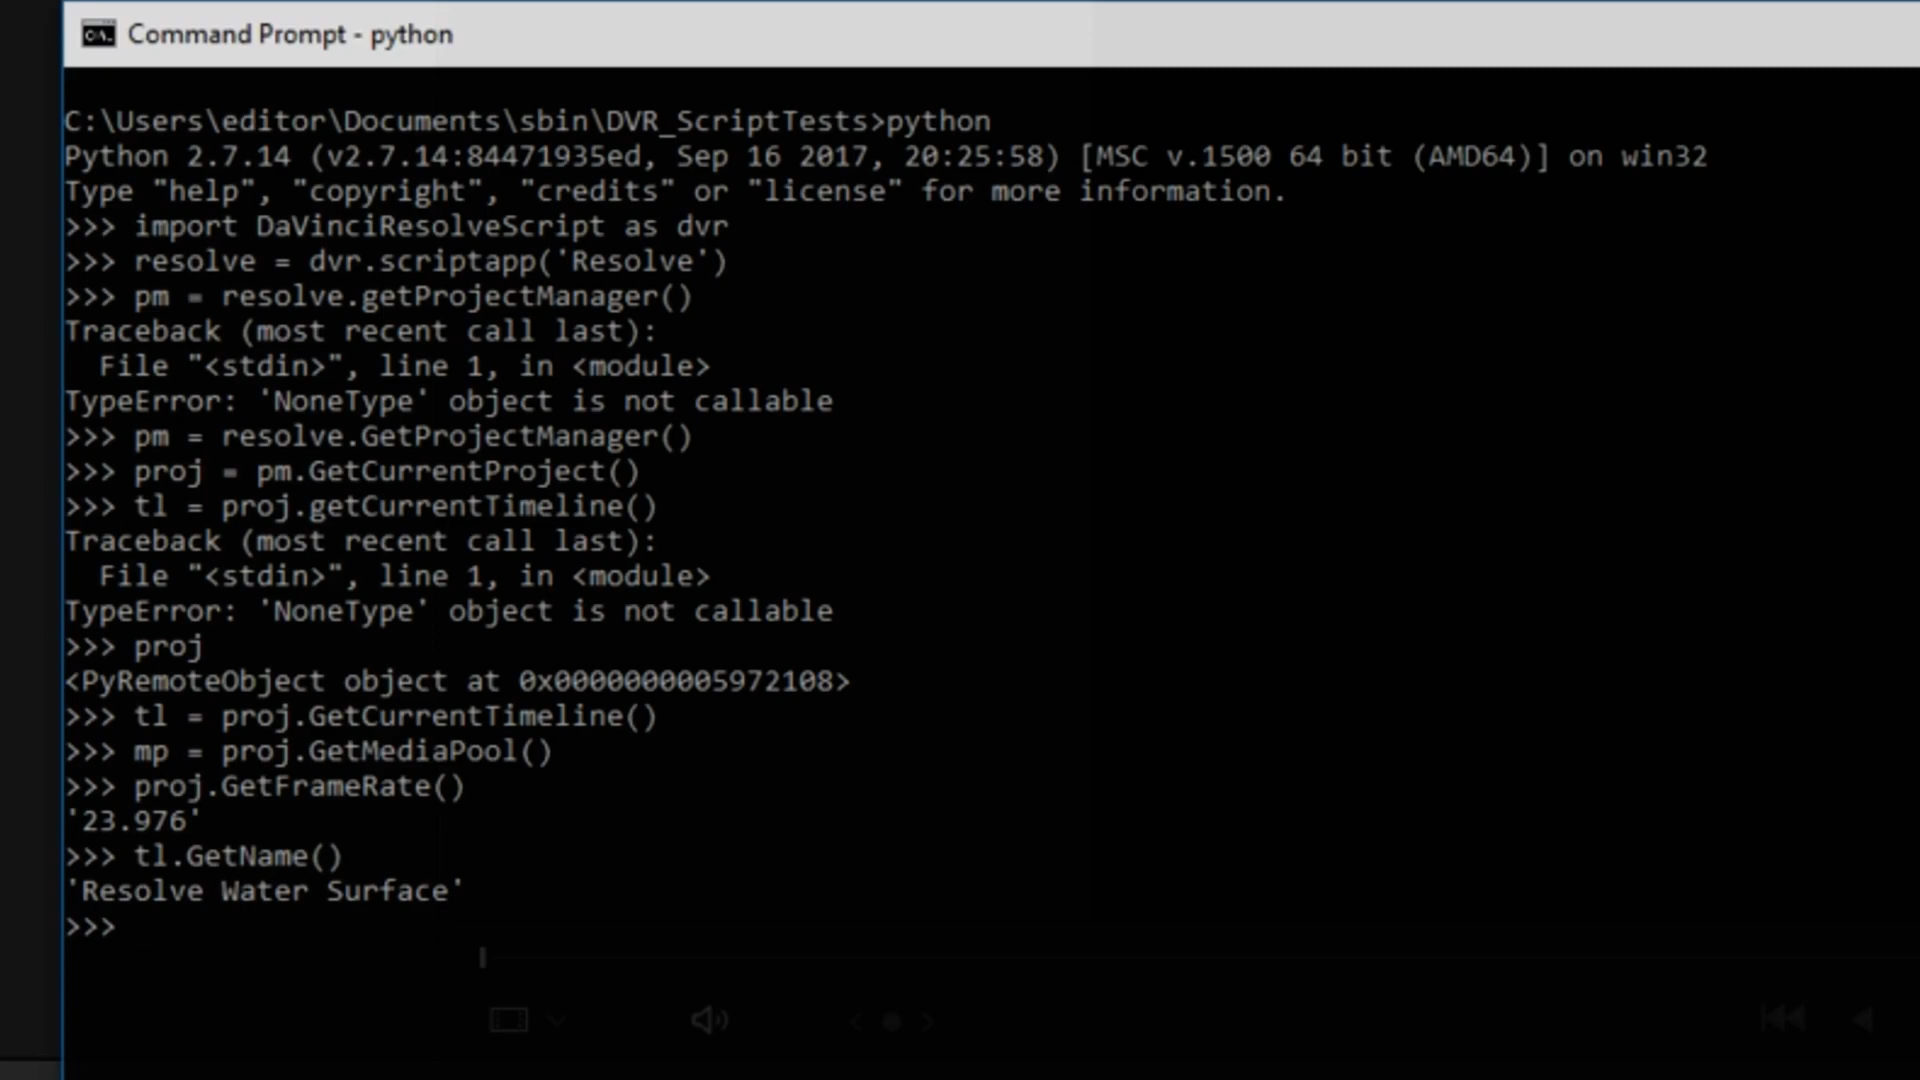 Command Prompt - python
C:\Users\editor\Documents\sbin\DVR_ScriptTests>python
Python 2.7.14 (v2.7.14:84471935ed, Sep 16 2017, 20:25:58) [MSC v.1500 64 bit (AMD64)] on win32
Type "help", "copyright", "credits" or "license" for more information.
>>> import DaVinciResolveScript as dvr
>>> resolve = dvr.scriptapp('Resolve')
>>> pm = resolve.getProjectManager()
Traceback (most recent call last):
  File "<stdin>", line 1, in <module>
TypeError: 'NoneType' object is not callable
>>> pm = resolve.GetProjectManager()
>>> proj = pm.GetCurrentProject()
>>> tl = proj.getCurrentTimeline()
Traceback (most recent call last):
  File "<stdin>", line 1, in <module>
TypeError: 'NoneType' object is not callable
>>> proj
<PyRemoteObject object at 0x0000000005972108>
>>> tl = proj.GetCurrentTimeline()
>>> mp = proj.GetMediaPool()
>>> proj.GetFrameRate()
'23.976'
>>> tl.GetName()
'Resolve Water Surface'
>>>